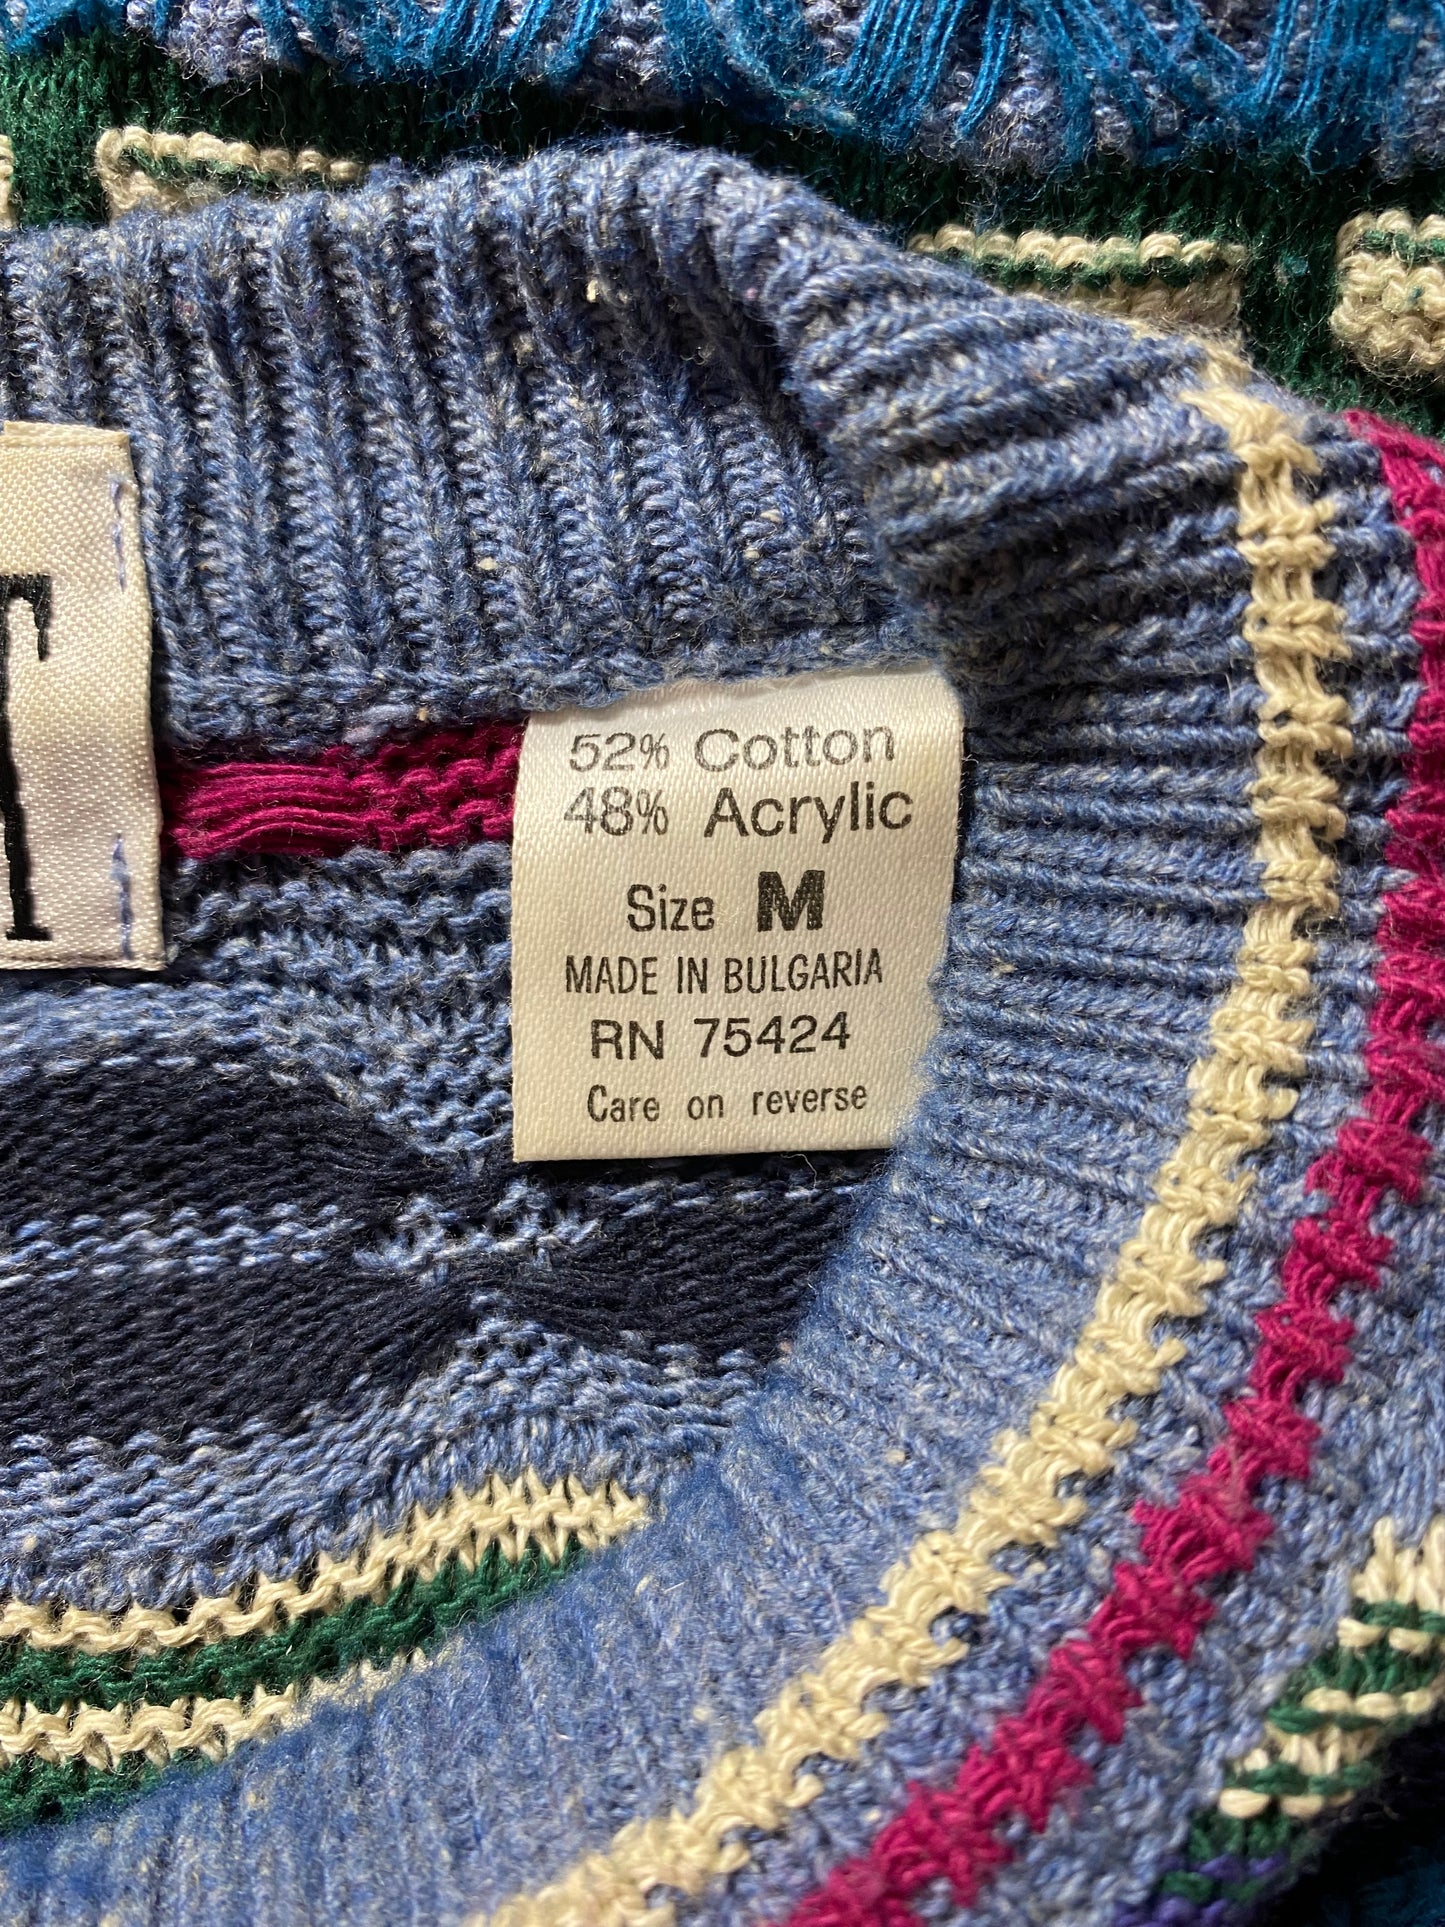 T
52% Cotton
48% Acrylic
Size M
MADE IN BULGARIA
RN 75424
Care on reverse